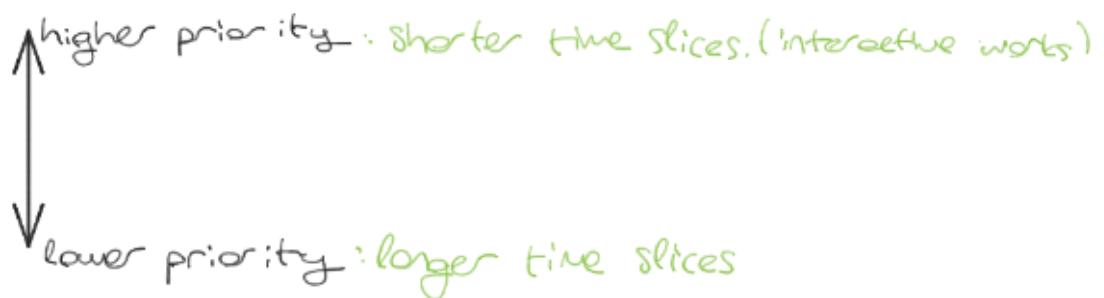 higher priority : shorter time slices. (interactive works)
lower priority : longer time slices